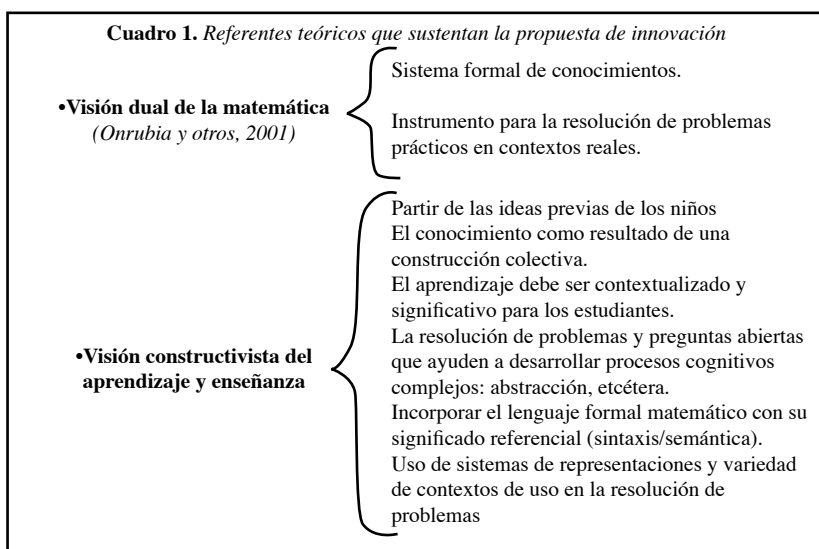 Cuadro 1. Referentes teóricos que sustentan la propuesta de innovación
•Visión dual de la matemática
(Onrubia y otros, 2001)
Sistema formal de conocimientos.
Instrumento para la resolución de problemas
prácticos en contextos reales.
•Visión constructivista del
aprendizaje y enseñanza
Partir de las ideas previas de los niños
El conocimiento como resultado de una
construcción colectiva.
El aprendizaje debe ser contextualizado y
significativo para los estudiantes.
La resolución de problemas y preguntas abiertas
que ayuden a desarrollar procesos cognitivos
complejos: abstracción, etcétera.
Incorporar el lenguaje formal matemático con su
significado referencial (sintaxis/semántica).
Uso de sistemas de representaciones y variedad
de contextos de uso en la resolución de
problemas